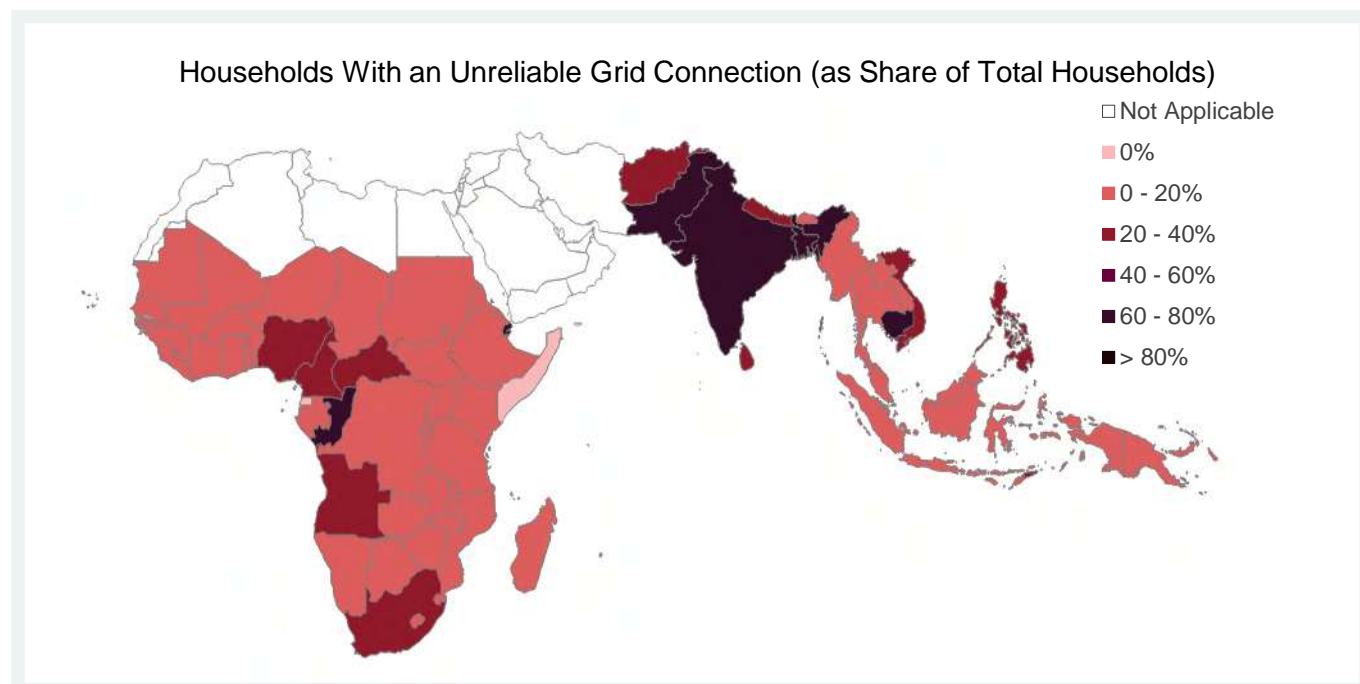 Households With an Unreliable Grid Connection (as Share of Total Households)
Not Applicable
0%
0 - 20%
20 - 40%
40 - 60%
60 - 80%
> 80%